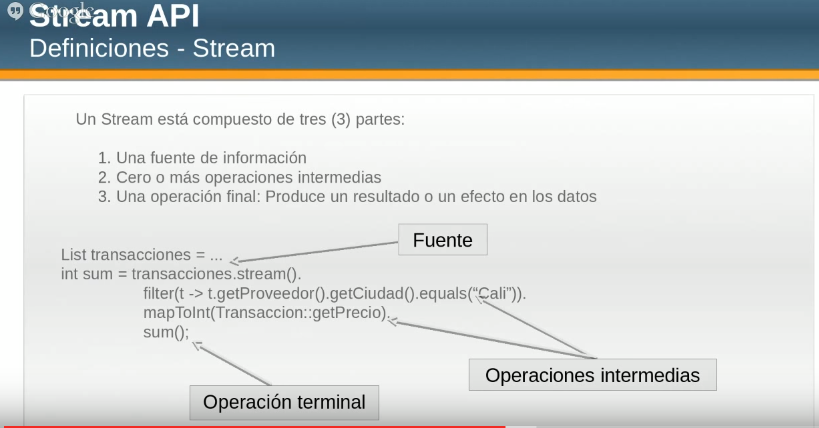 Google
Stream API
Definiciones - Stream
Un Stream está compuesto de tres (3) partes:
1. Una fuente de información
2. Cero o más operaciones intermedias
3. Una operación final: Produce un resultado o un efecto en los datos
Fuente
List transacciones = ...
int sum = transacciones.stream().
filter(t -> t.getProveedor().getCiudad().equals(“Cali”)).
mapToInt(Transaccion::getPrecio).
sum();
Operaciones intermedias
Operación terminal